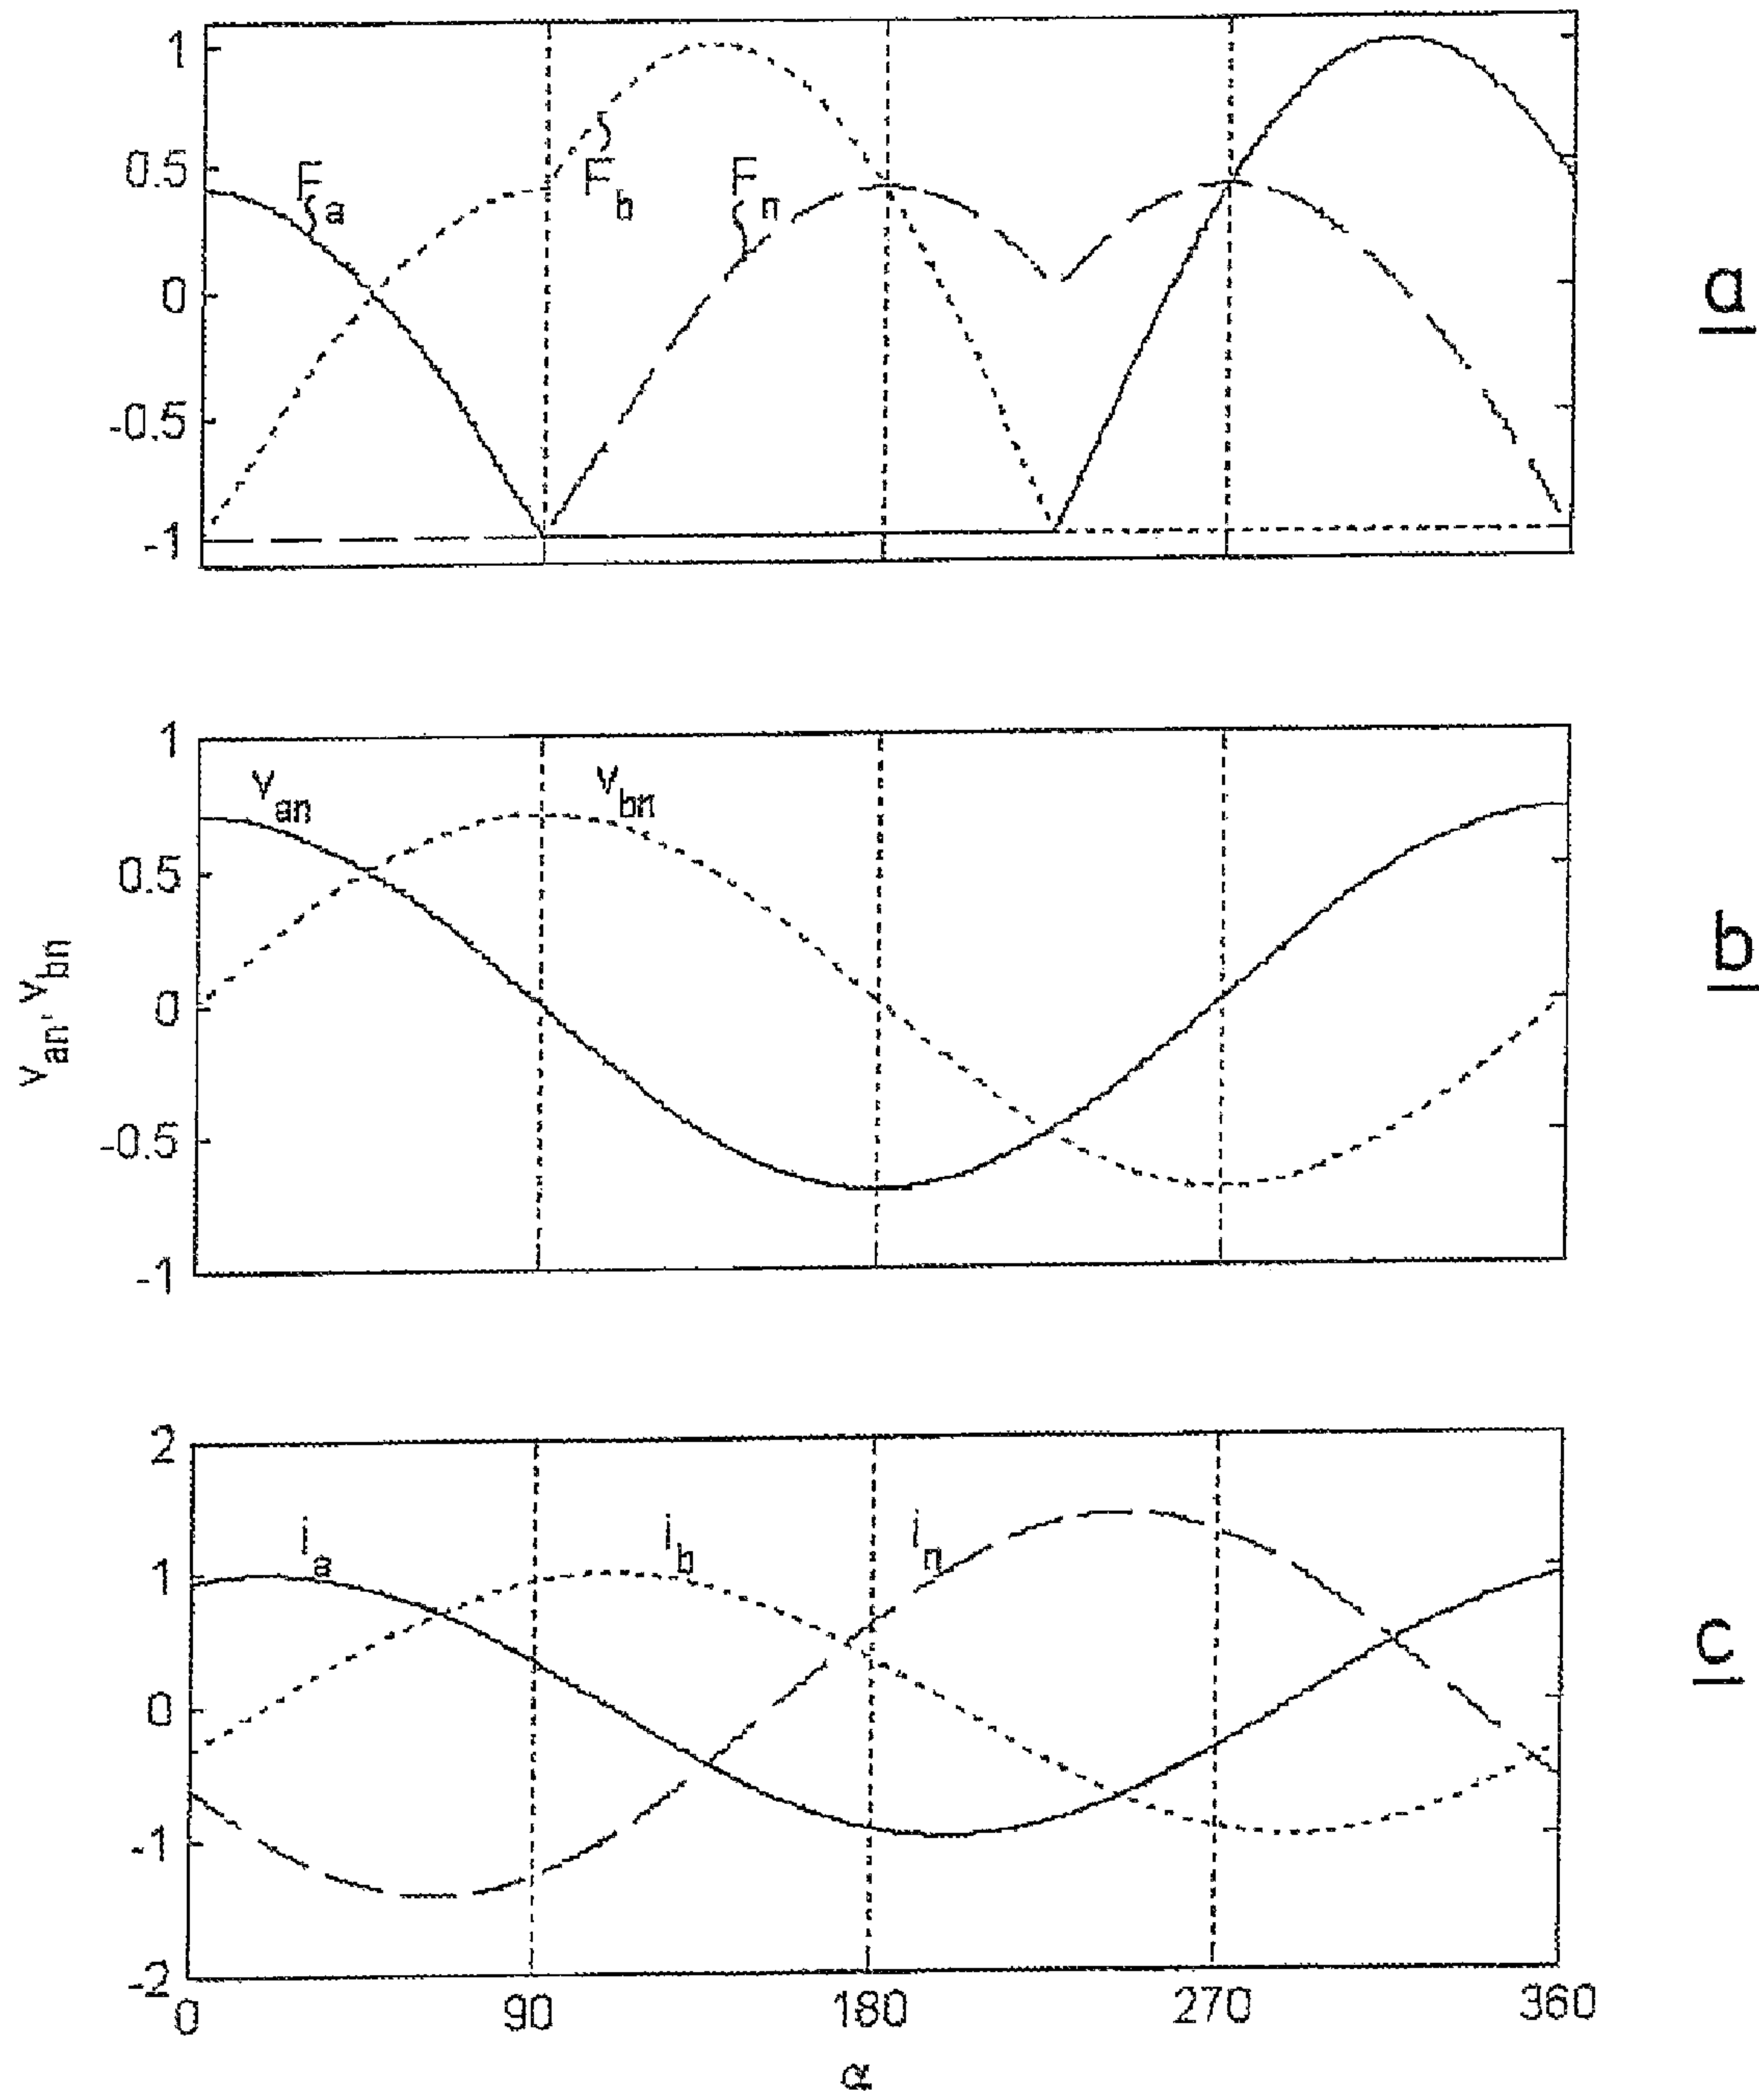 1
0.5
0
-0.5
-1
F_a
F_b
F_n
a
1
0.5
0
-0.5
-1
v_an, v_bn
v_an
v_bn
b
2
1
0
-1
-2
i_a
i_b
i_n
c
0 90 180 270 360
α